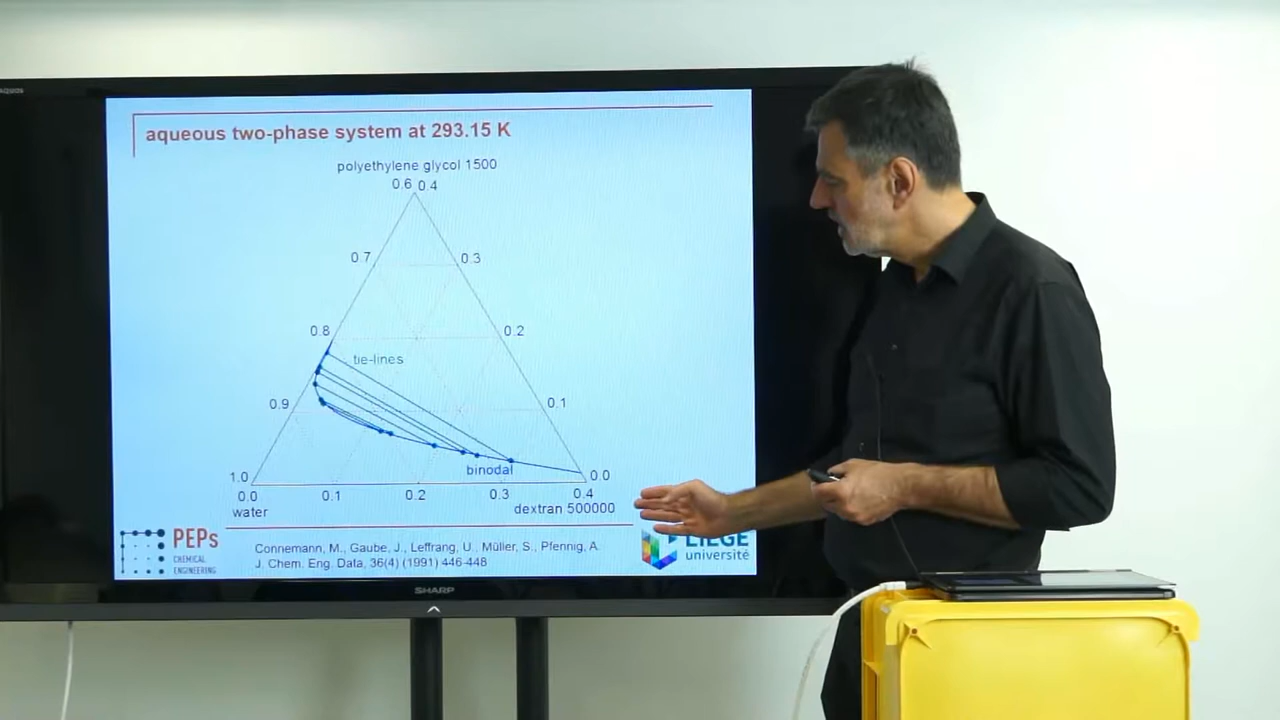 AQUOS
aqueous two-phase system at 293.15 K
polyethylene glycol 1500
0.6 0.4
0.7 0.3
0.8 0.2
tie-lines
0.9 0.1
binodal
1.0 0.0
0.0 0.1 0.2 0.3 0.4
water dextran 500000
PEPs
CHEMICAL
ENGINEERING
Connemann, M., Gaube, J., Leffrang, U., Müller, S., Pfennig, A.
J. Chem. Eng. Data, 36(4) (1991) 446-448
LIÈGE
université
SHARP